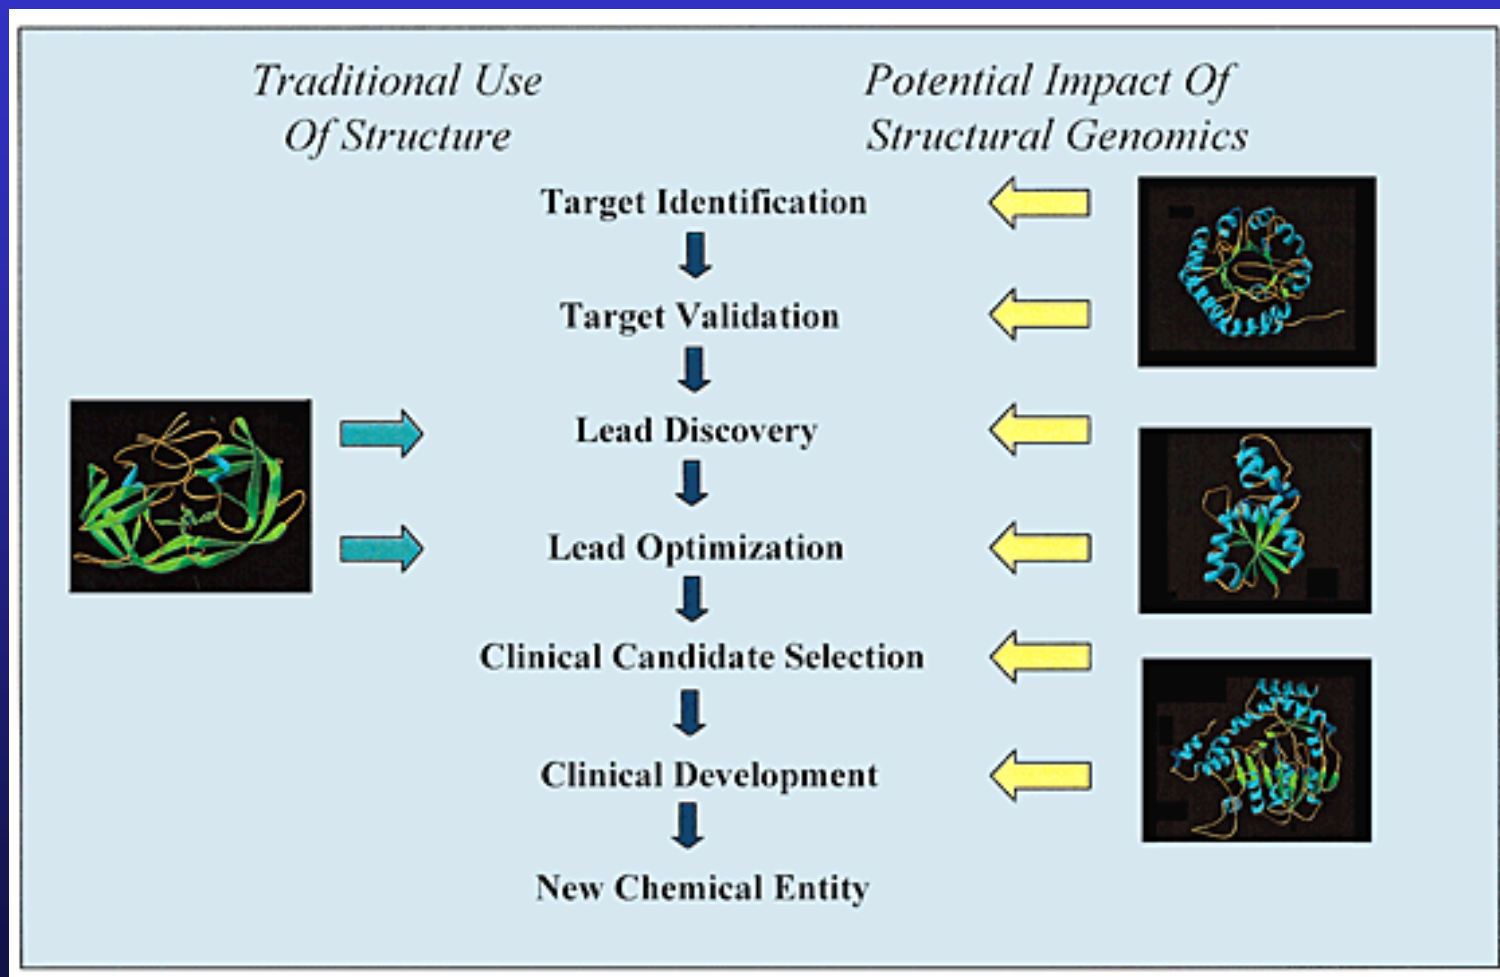 Traditional Use
Of Structure
Potential Impact Of
Structural Genomics
Target Identification
Target Validation
Lead Discovery
Lead Optimization
Clinical Candidate Selection
Clinical Development
New Chemical Entity